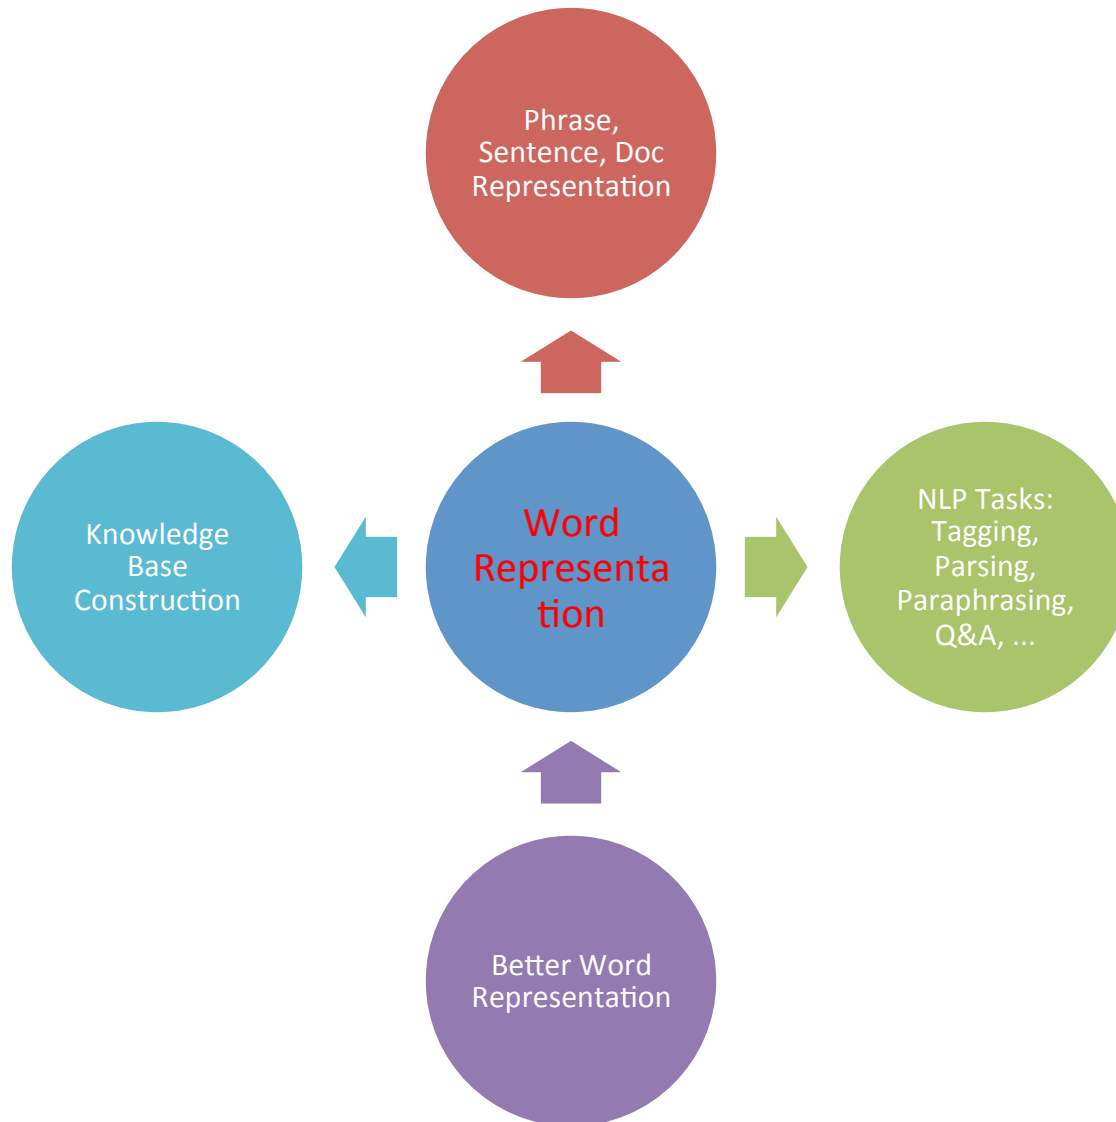 Phrase,
Sentence, Doc
Representation
Knowledge
Base
Construction
Word
Representa
tion
NLP Tasks:
Tagging,
Parsing,
Paraphrasing,
Q&A, ...
Better Word
Representation